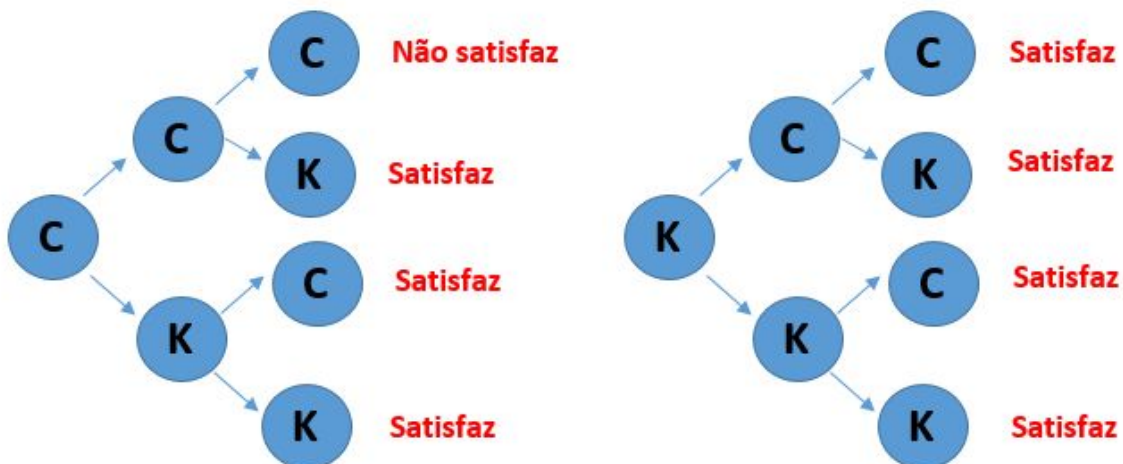 C Não satisfaz C Satisfaz
C C
K Satisfaz K Satisfaz
C K
C Satisfaz C Satisfaz
K K
K Satisfaz K Satisfaz